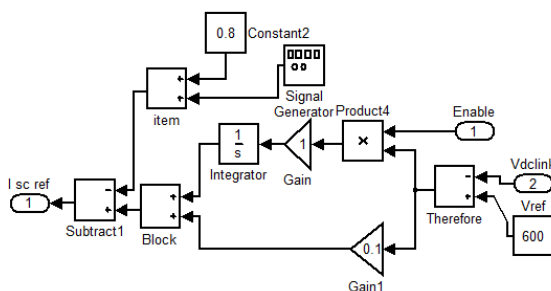 0.8
Constant2
+
+
item
Signal
Generator
Product4
Enable
1
×
1
s
Integrator
1
Gain
Vdclink
2
−
+
Therefore
Vref
600
I sc ref
1
−
+
Subtract1
+
+
Block
0.1
Gain1